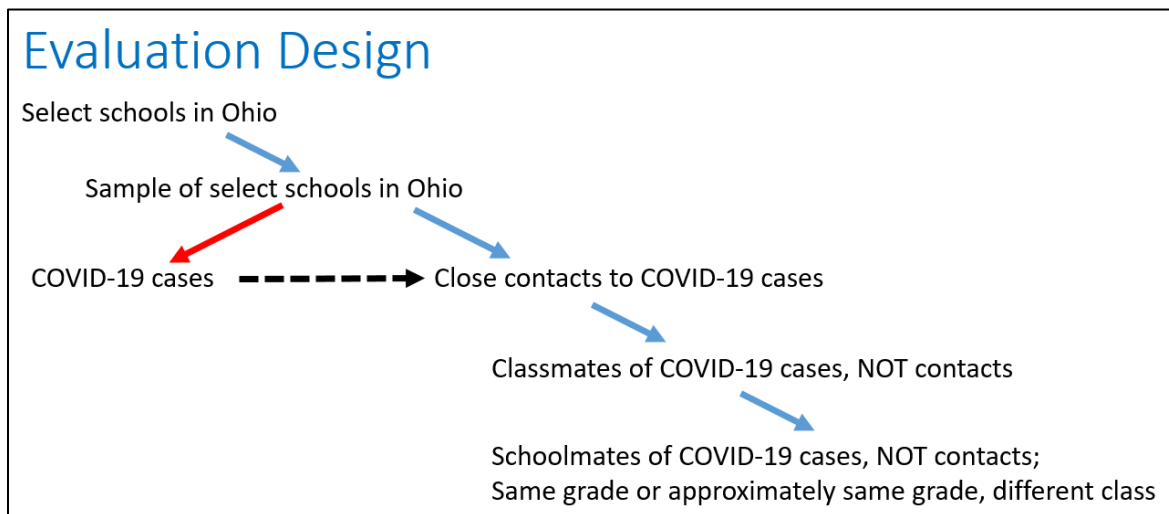 Evaluation Design
Select schools in Ohio
Sample of select schools in Ohio
COVID-19 cases
Close contacts to COVID-19 cases
Classmates of COVID-19 cases, NOT contacts
Schoolmates of COVID-19 cases, NOT contacts;
Same grade or approximately same grade, different class